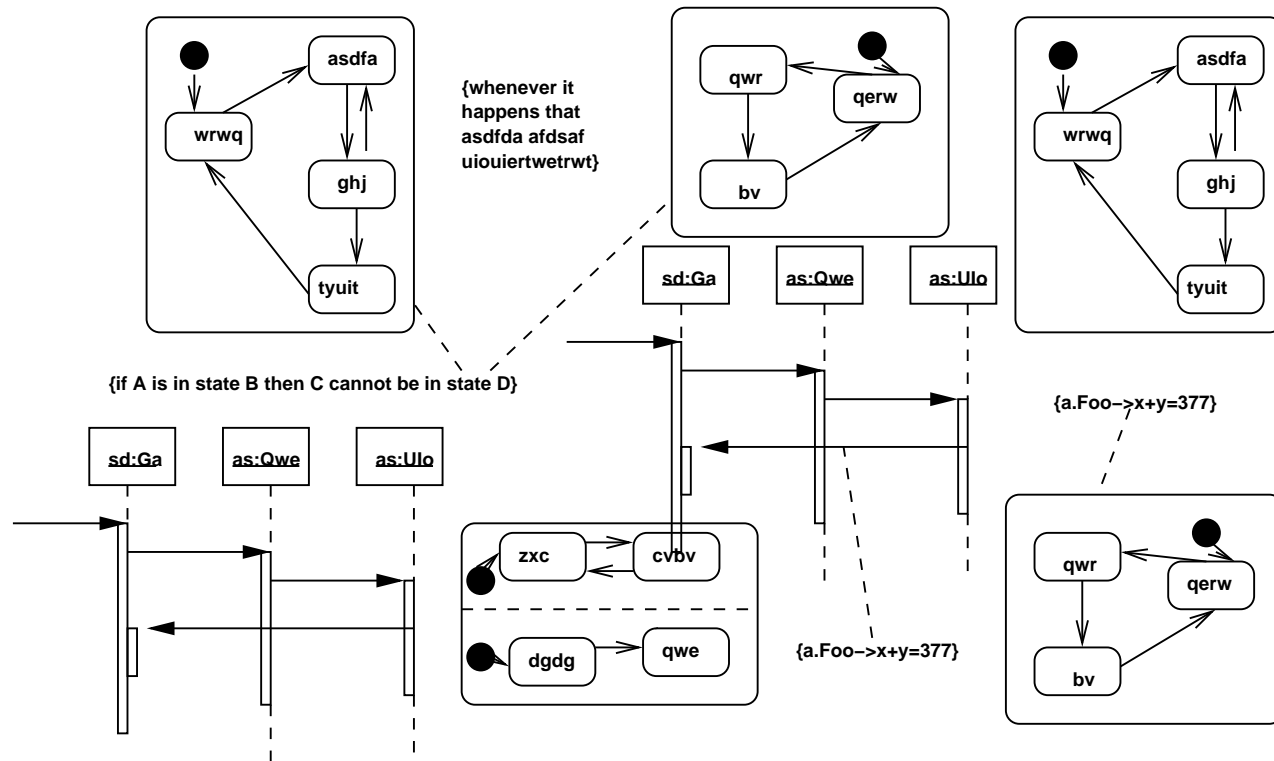 asdfa
wrwq
ghj
tyuit
{whenever it
happens that
asdfda afdsaf
uiouiertwetrwt}
qwr
qerw
bv
asdfa
wrwq
ghj
tyuit
sd:Ga
as:Qwe
as:UIo
{if A is in state B then C cannot be in state D}
{a.Foo−>x+y=377}
sd:Ga
as:Qwe
as:UIo
zxc
cvbv
dgdg
qwe
{a.Foo−>x+y=377}
qwr
qerw
bv